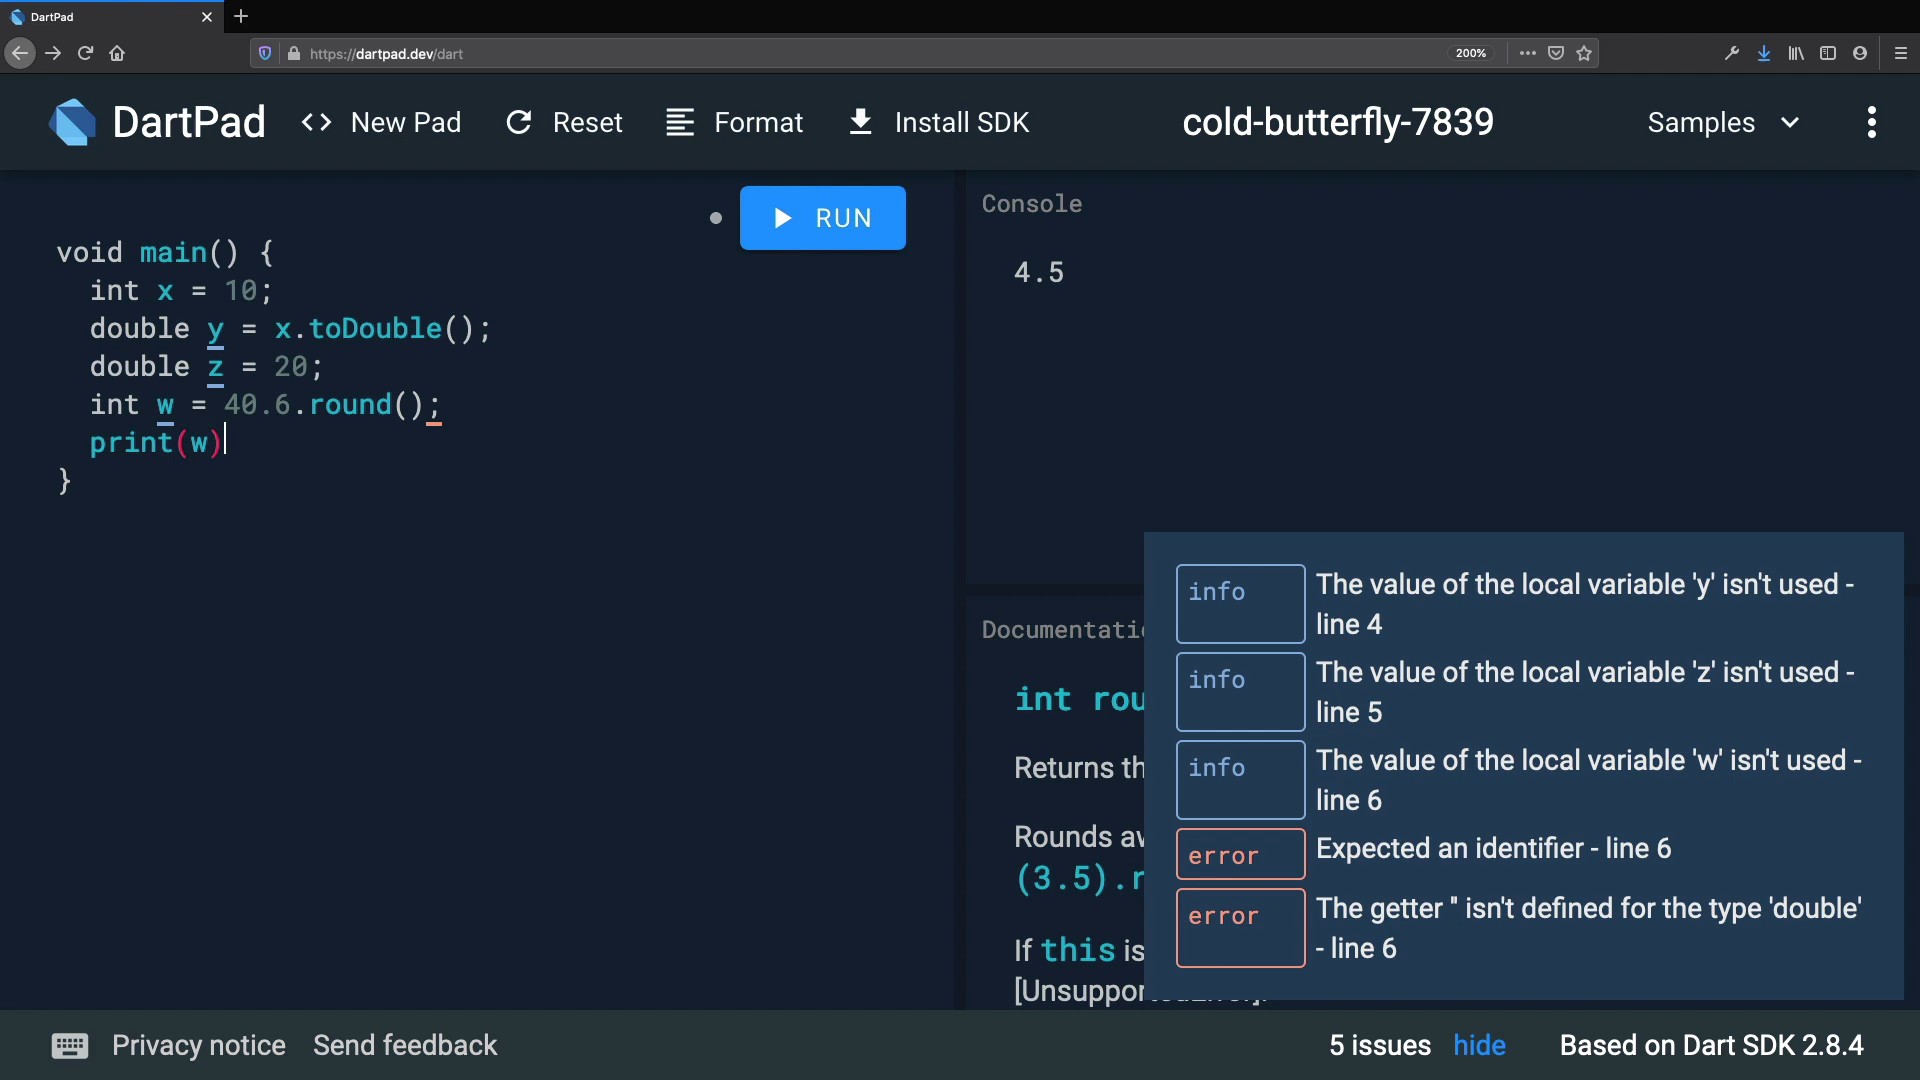 DartPad
https://dartpad.dev/dart
200%
DartPad
New Pad
Reset
Format
Install SDK
cold-butterfly-7839
Samples
RUN
void main() {
  int x = 10;
  double y = x.toDouble();
  double z = 20;
  int w = 40.6.round();
  print(w)
}
Console
4.5
Documentatio
int rou
Returns th
Rounds aw
(3.5).r
If this is
info The value of the local variable 'y' isn't used -
line 4
info The value of the local variable 'z' isn't used -
line 5
info The value of the local variable 'w' isn't used -
line 6
error Expected an identifier - line 6
error The getter '' isn't defined for the type 'double'
- line 6
Privacy notice
Send feedback
5 issues hide
Based on Dart SDK 2.8.4